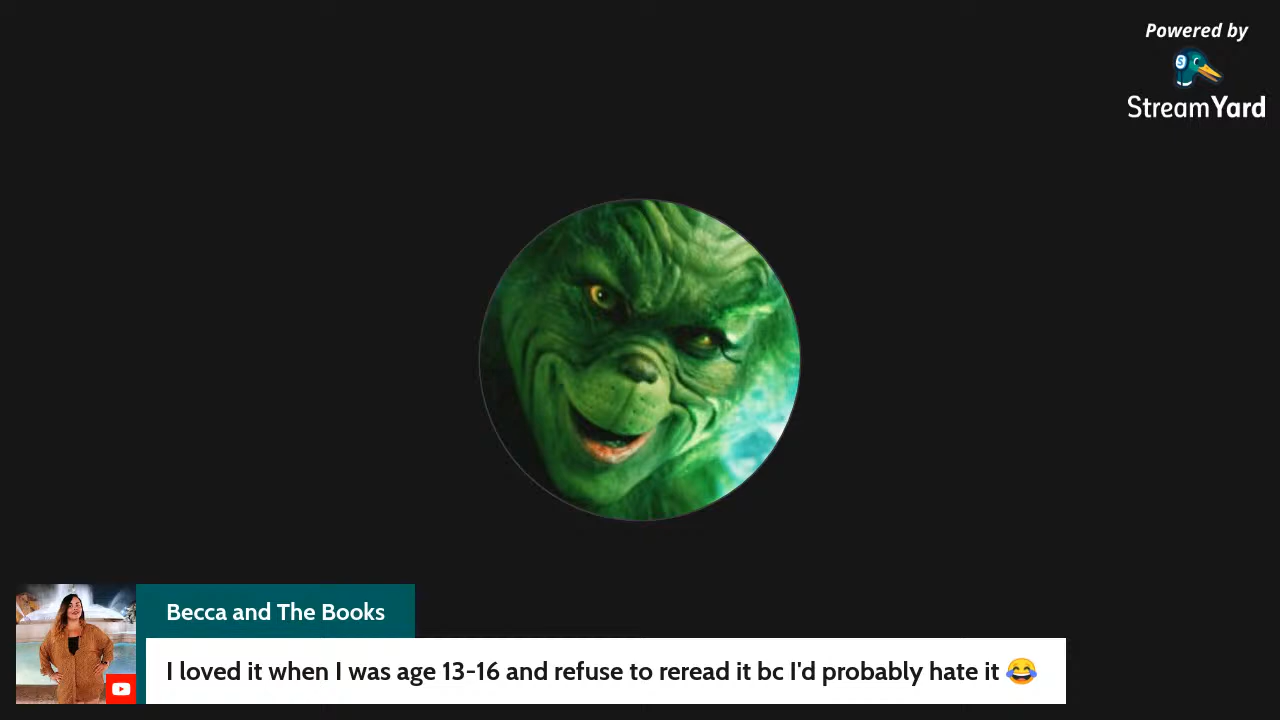 Powered by
StreamYard
Becca and The Books
I loved it when I was age 13-16 and refuse to reread it bc I'd probably hate it 😂